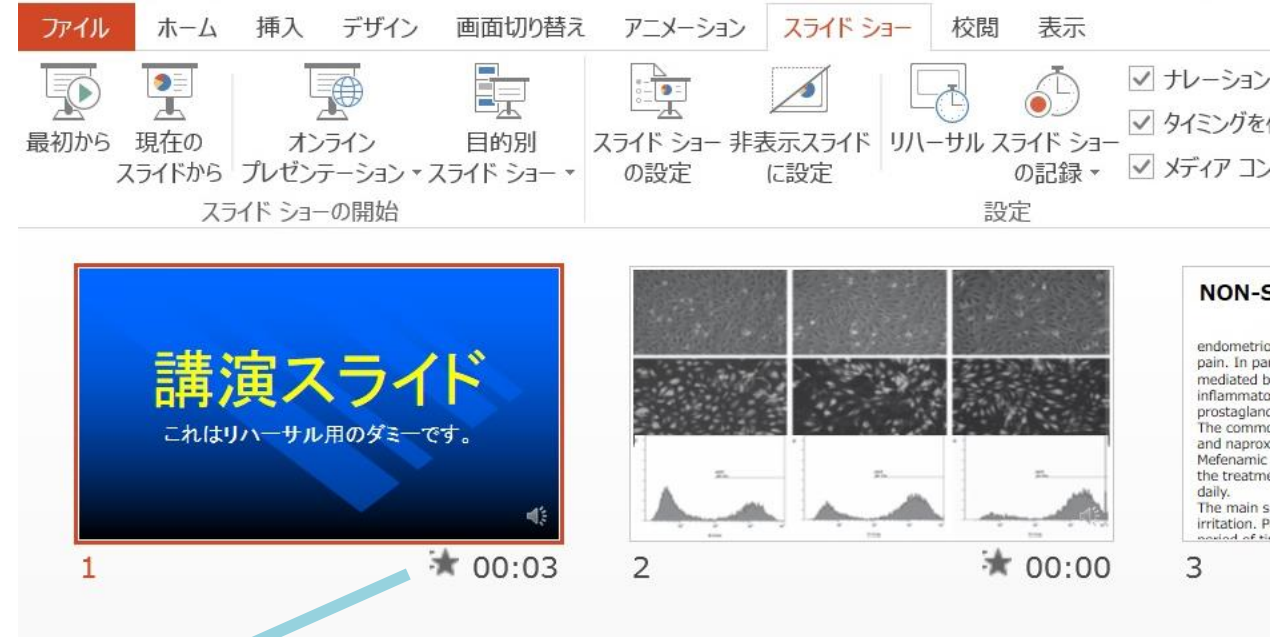 ファイル ホーム 挿入 デザイン 画面切り替え アニメーション スライド ショー 校閲 表示
最初から 現在の オンライン 目的別 スライド ショー 非表示スライド リハーサル スライド ショー
スライドから プレゼンテーション スライド ショー の設定 に設定 の記録
ナレーション
タイミングを
メディア コン
スライド ショーの開始 設定
講演スライド
これはリハーサル用のダミーです。
1 00:03 2 00:00 3
NON-S
pain. In
mediated
The
and
Mefenamic
the
daily.
The main
irritation.